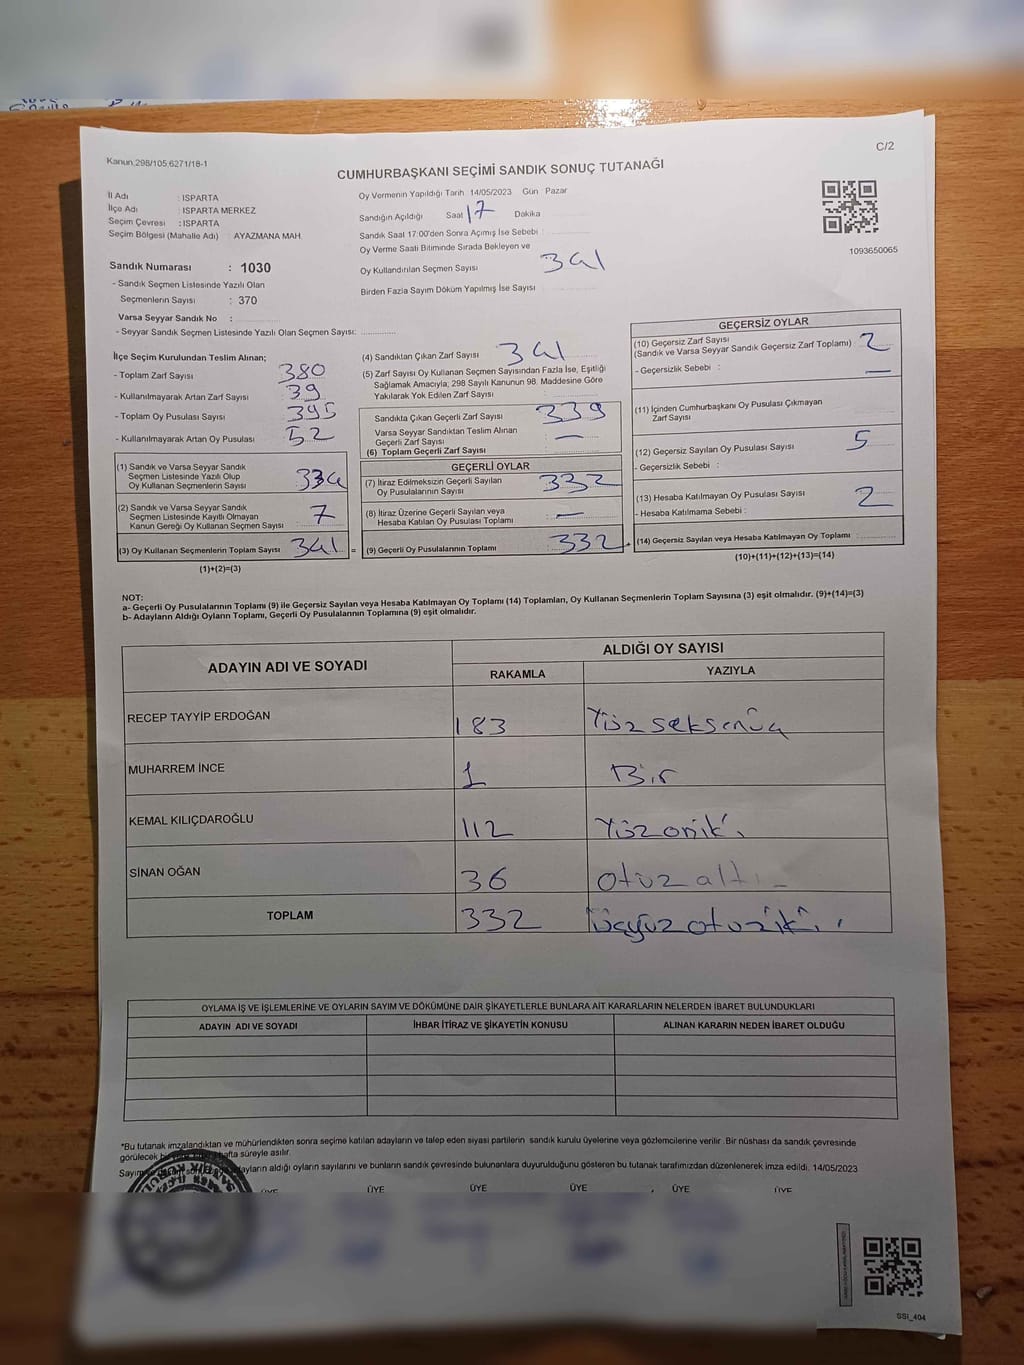 C/2
Kanun.298/105,6271/18-1
CUMHURBAŞKANI SEÇİMİ SANDIK SONUÇ TUTANAĞI
İl Adı : ISPARTA
İlçe Adı : ISPARTA MERKEZ
Seçim Çevresi : ISPARTA
Seçim Bölgesi (Mahalle Adı) : AYAZMANA MAH.
Oy Vermenin Yapıldığı Tarih 14/05/2023 Gün Pazar
Sandığın Açıldığı Saat 17 Dakika
Sandık Saat 17:00'den Sonra Açımış İse Sebebi :
Oy Verme Saati Bitiminde Sırada Bekleyen ve
Oy Kullandırılan Seçmen Sayısı 341
Birden Fazla Sayım Döküm Yapılmış İse Sayısı
1093650065
Sandık Numarası : 1030
- Sandık Seçmen Listesinde Yazılı Olan
Seçmenlerin Sayısı : 370
Varsa Seyyar Sandık No :
- Seyyar Sandık Seçmen Listesinde Yazılı Olan Seçmen Sayısı:
İlçe Seçim Kurulundan Teslim Alınan;
- Toplam Zarf Sayısı 380
- Kullanılmayarak Artan Zarf Sayısı 39
- Toplam Oy Pusulası Sayısı 395
- Kullanılmayarak Artan Oy Pusulası 52
(1) Sandık ve Varsa Seyyar Sandık
Seçmen Listesinde Yazılı Olup
Oy Kullanan Seçmenlerin Sayısı 334
(2) Sandık ve Varsa Seyyar Sandık
Seçmen Listesinde Kayıtlı Olmayan
Kanun Gereği Oy Kullanan Seçmen Sayısı 7
(3) Oy Kullanan Seçmenlerin Toplam Sayısı 341 =
(1)+(2)=(3)
(4) Sandıktan Çıkan Zarf Sayısı 341
(5) Zarf Sayısı Oy Kullanan Seçmen Sayısından Fazla İse, Eşitliği
Sağlamak Amacıyla; 298 Sayılı Kanunun 98. Maddesine Göre
Yakılarak Yok Edilen Zarf Sayısı
Sandıkta Çıkan Geçerli Zarf Sayısı 339
Varsa Seyyar Sandıktan Teslim Alınan
Geçerli Zarf Sayısı —
(6) Toplam Geçerli Zarf Sayısı
GEÇERLİ OYLAR
(7) İtiraz Edilmeksizin Geçerli Sayılan
Oy Pusulalarının Sayısı 332
(8) İtiraz Üzerine Geçerli Sayılan veya
Hesaba Katılan Oy Pusulası Toplamı —
(9) Geçerli Oy Pusulalarının Toplamı 332 +
GEÇERSİZ OYLAR
(10) Geçersiz Zarf Sayısı
(Sandık ve Varsa Seyyar Sandık Geçersiz Zarf Toplamı) 2
- Geçersizlik Sebebi : —
(11) İçinden Cumhurbaşkanı Oy Pusulası Çıkmayan
Zarf Sayısı
(12) Geçersiz Sayılan Oy Pusulası Sayısı 5
- Geçersizlik Sebebi :
(13) Hesaba Katılmayan Oy Pusulası Sayısı 2
- Hesaba Katılmama Sebebi :
(14) Geçersiz Sayılan veya Hesaba Katılmayan Oy Toplamı
(10)+(11)+(12)+(13)=(14)
NOT:
a- Geçerli Oy Pusulalarının Toplamı (9) ile Geçersiz Sayılan veya Hesaba Katılmayan Oy Toplamı (14) Toplamları, Oy Kullanan Seçmenlerin Toplam Sayısına (3) eşit olmalıdır. (9)+(14)=(3)
b- Adayların Aldığı Oyların Toplamı, Geçerli Oy Pusulalarının Toplamına (9) eşit olmalıdır.
ADAYIN ADI VE SOYADI
ALDIĞI OY SAYISI
RAKAMLA YAZIYLA
RECEP TAYYİP ERDOĞAN 183 Yüz seksenüç
MUHARREM İNCE 1 Bir
KEMAL KILIÇDAROĞLU 112 Yüzoniki
SİNAN OĞAN 36 otuz altı
TOPLAM 332 üçyüzotuziki
OYLAMA İŞ VE İŞLEMLERİNE VE OYLARIN SAYIM VE DÖKÜMÜNE DAİR ŞİKAYETLERLE BUNLARA AİT KARARLARIN NELERDEN İBARET BULUNDUKLARI
ADAYIN ADI VE SOYADI İHBAR İTİRAZ VE ŞİKAYETİN KONUSU ALINAN KARARIN NEDEN İBARET OLDUĞU
*Bu tutanak imzalandıktan ve mühürlendikten sonra seçime katılan adayların ve talep eden siyasi partilerin sandık kurulu üyelerine veya gözlemcilerine verilir. Bir nüshası da sandık çevresinde
görülecek hafta süreyle asılır.
adayların aldığı oyların sayılarını ve bunların sandık çevresinde bulunanlara duyurulduğunu gösteren bu tutanak tarafımızdan düzenlenerek imza edildi. 14/05/2023
ÜYE ÜYE ÜYE ÜYE ÜYE ÜYE
SSI_404